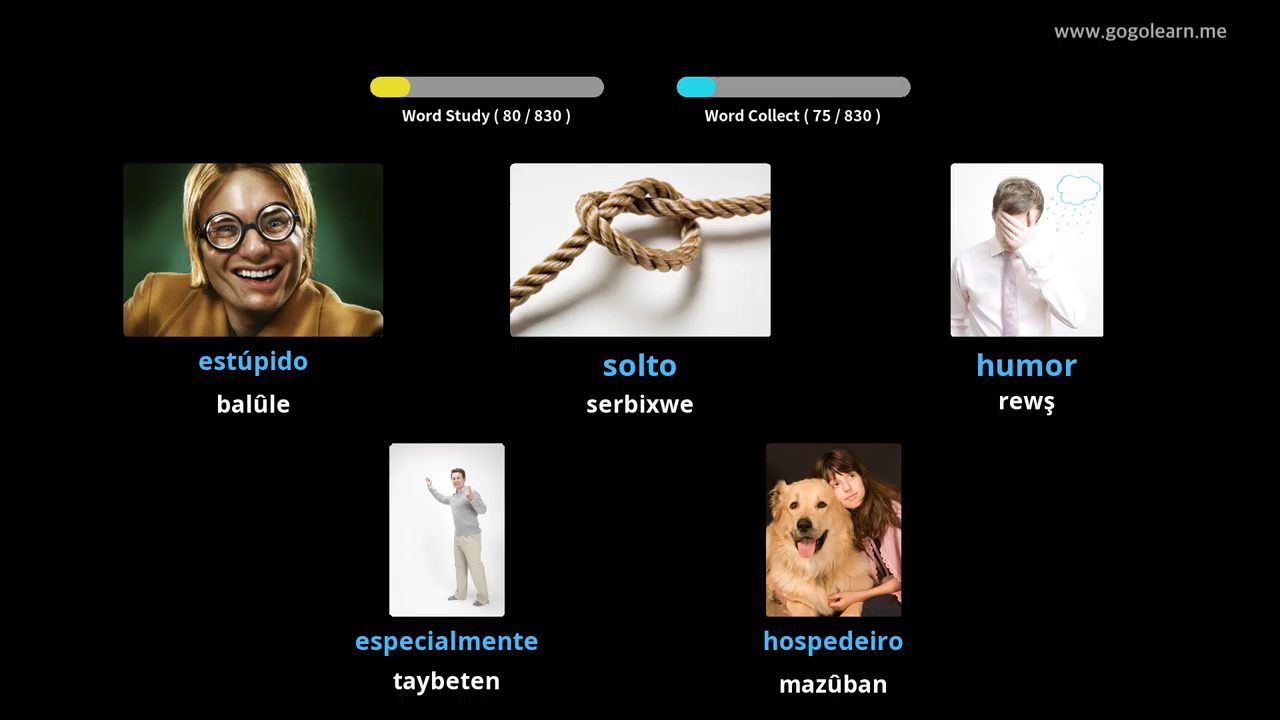 www.gogolearn.me
Word Study ( 80 / 830 )
Word Collect ( 75 / 830 )
estúpido
balûle
solto
serbixwe
humor
rewş
especialmente
taybeten
hospedeiro
mazûban